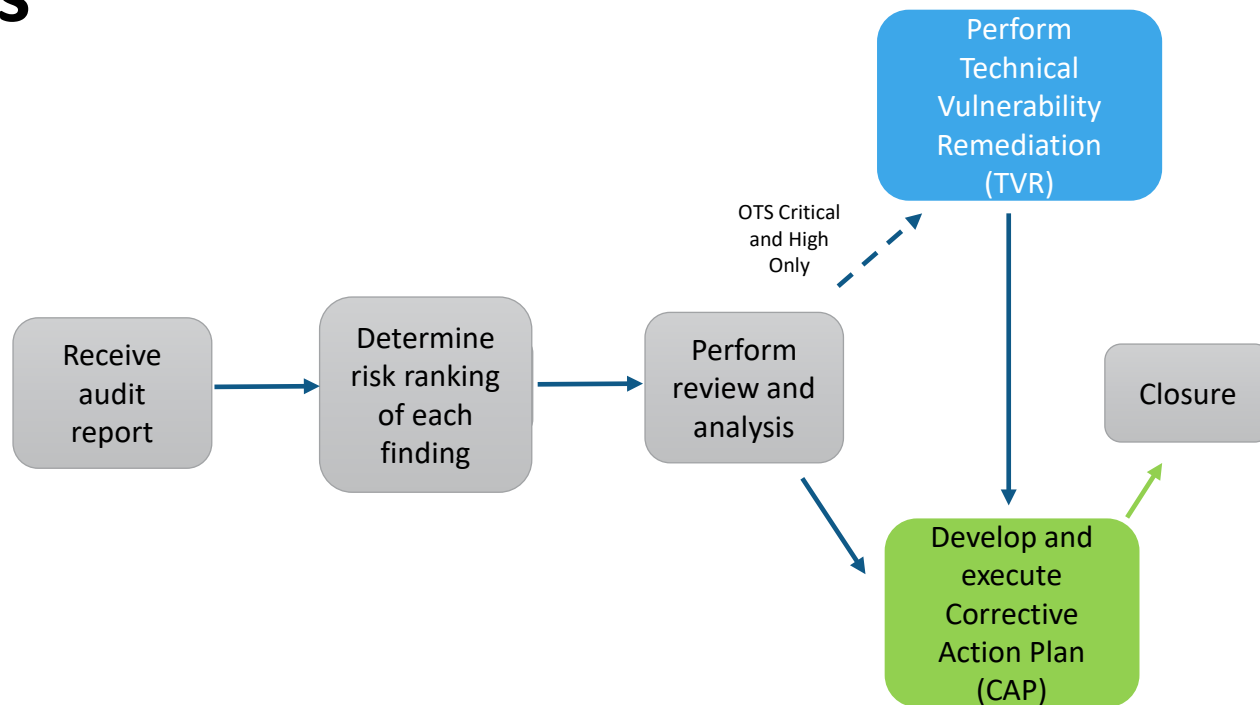 Perform
Technical
Vulnerability
Remediation
(TVR)
OTS Critical
and High
Only
Receive
audit
report
Determine
risk ranking
of each
finding
Perform
review and
analysis
Closure
Develop and
execute
Corrective
Action Plan
(CAP)